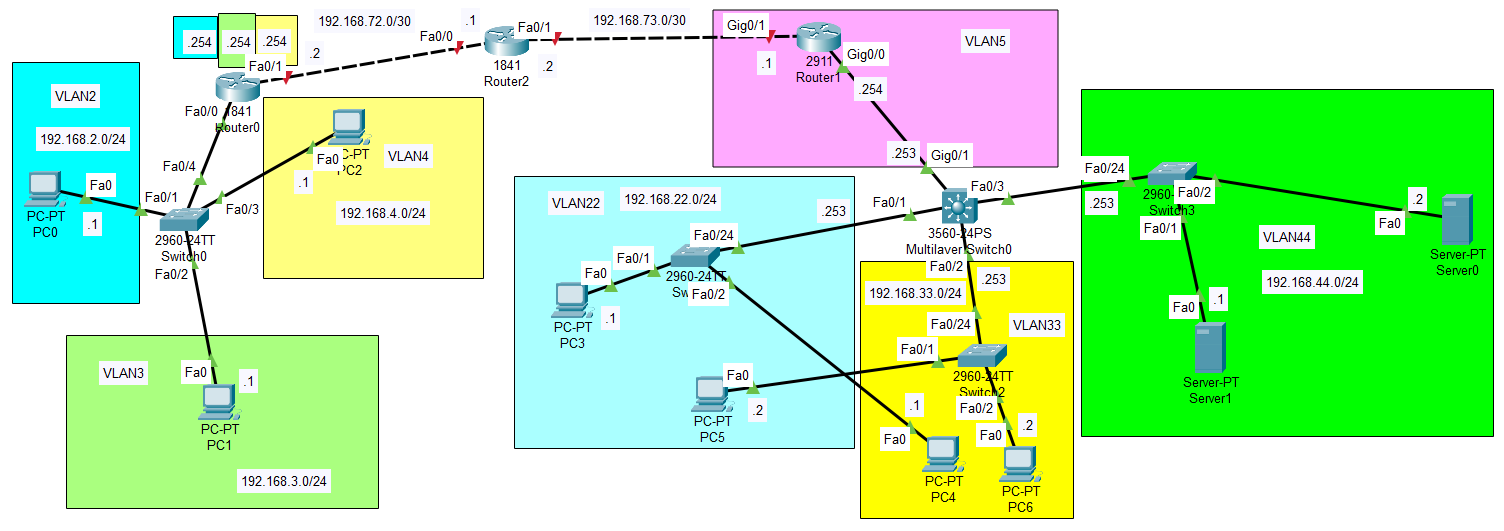 192.168.72.0/30
.1
Fa0/0
Fa0/1
192.168.73.0/30
Gig0/1
.254
.254
.254
Fa0/1
.2
1841
Router2
.2
.1
2911
Router1
Gig0/0
.254
VLAN5
.253
Gig0/1
VLAN2
192.168.2.0/24
PC-PT
PC0
Fa0
.1
Fa0/1
Fa0/0
1841
Router0
Fa0/4
Fa0/3
2960-24TT
Switch0
Fa0/2
Fa0
PC2
.1
VLAN4
192.168.4.0/24
VLAN3
Fa0
.1
PC-PT
PC1
192.168.3.0/24
VLAN22
192.168.22.0/24
.253
Fa0/1
Fa0/3
3560-24PS
Multilayer Switch0
Fa0/2
Fa0/24
Fa0/1
Fa0
2960-24TT
Fa0/2
.1
PC-PT
PC3
Fa0
.2
PC-PT
PC5
.253
192.168.33.0/24
VLAN33
Fa0/24
Fa0/1
2960-24TT
Switch2
Fa0/2
.1
Fa0
PC-PT
PC4
.2
Fa0
PC-PT
PC6
Fa0/24
.253
Fa0/2
Switch3
Fa0/1
VLAN44
192.168.44.0/24
.2
Fa0
Server-PT
Server0
Fa0
.1
Server-PT
Server1